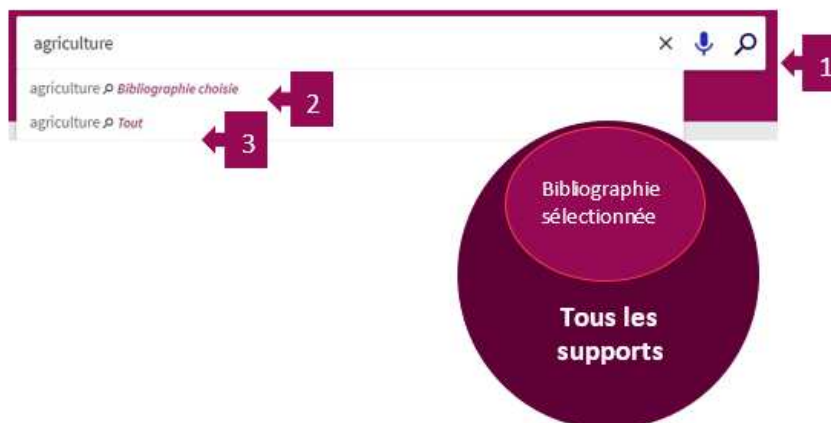 agriculture
1
agriculture Bibliographie choisie
2
agriculture Tout
3
Bibliographie
sélectionnée
Tous les
supports